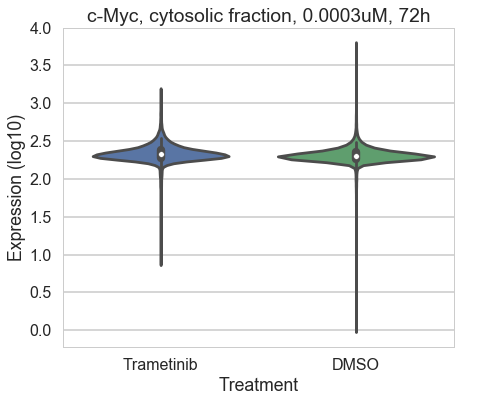 c-Myc, cytosolic fraction, 0.0003uM, 72h
Expression (log10)
4.0
3.5
3.0
2.5
2.0
1.5
1.0
0.5
0.0
Trametinib DMSO
Treatment